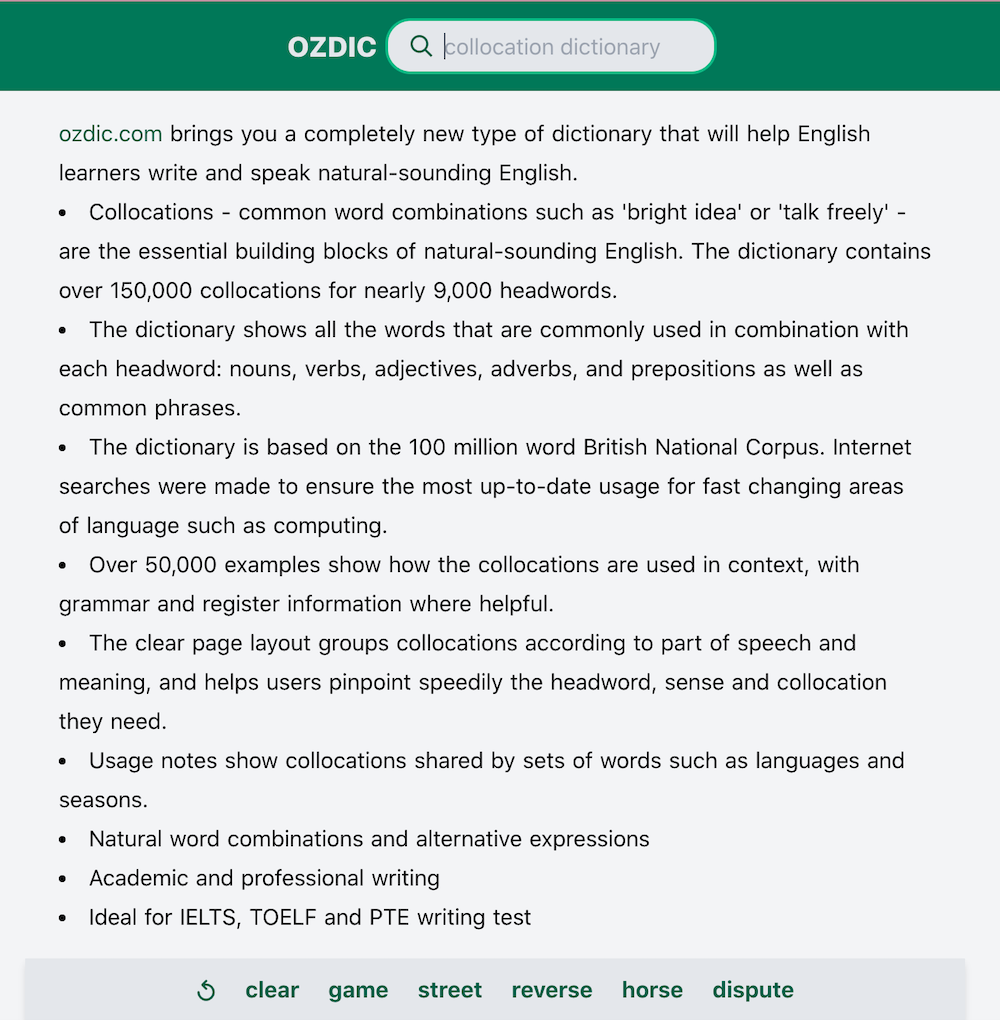 OZDIC collocation dictionary
ozdic.com brings you a completely new type of dictionary that will help English
learners write and speak natural-sounding English.
• Collocations - common word combinations such as 'bright idea' or 'talk freely' -
are the essential building blocks of natural-sounding English. The dictionary contains
over 150,000 collocations for nearly 9,000 headwords.
• The dictionary shows all the words that are commonly used in combination with
each headword: nouns, verbs, adjectives, adverbs, and prepositions as well as
common phrases.
• The dictionary is based on the 100 million word British National Corpus. Internet
searches were made to ensure the most up-to-date usage for fast changing areas
of language such as computing.
• Over 50,000 examples show how the collocations are used in context, with
grammar and register information where helpful.
• The clear page layout groups collocations according to part of speech and
meaning, and helps users pinpoint speedily the headword, sense and collocation
they need.
• Usage notes show collocations shared by sets of words such as languages and
seasons.
• Natural word combinations and alternative expressions
• Academic and professional writing
• Ideal for IELTS, TOELF and PTE writing test
clear game street reverse horse dispute